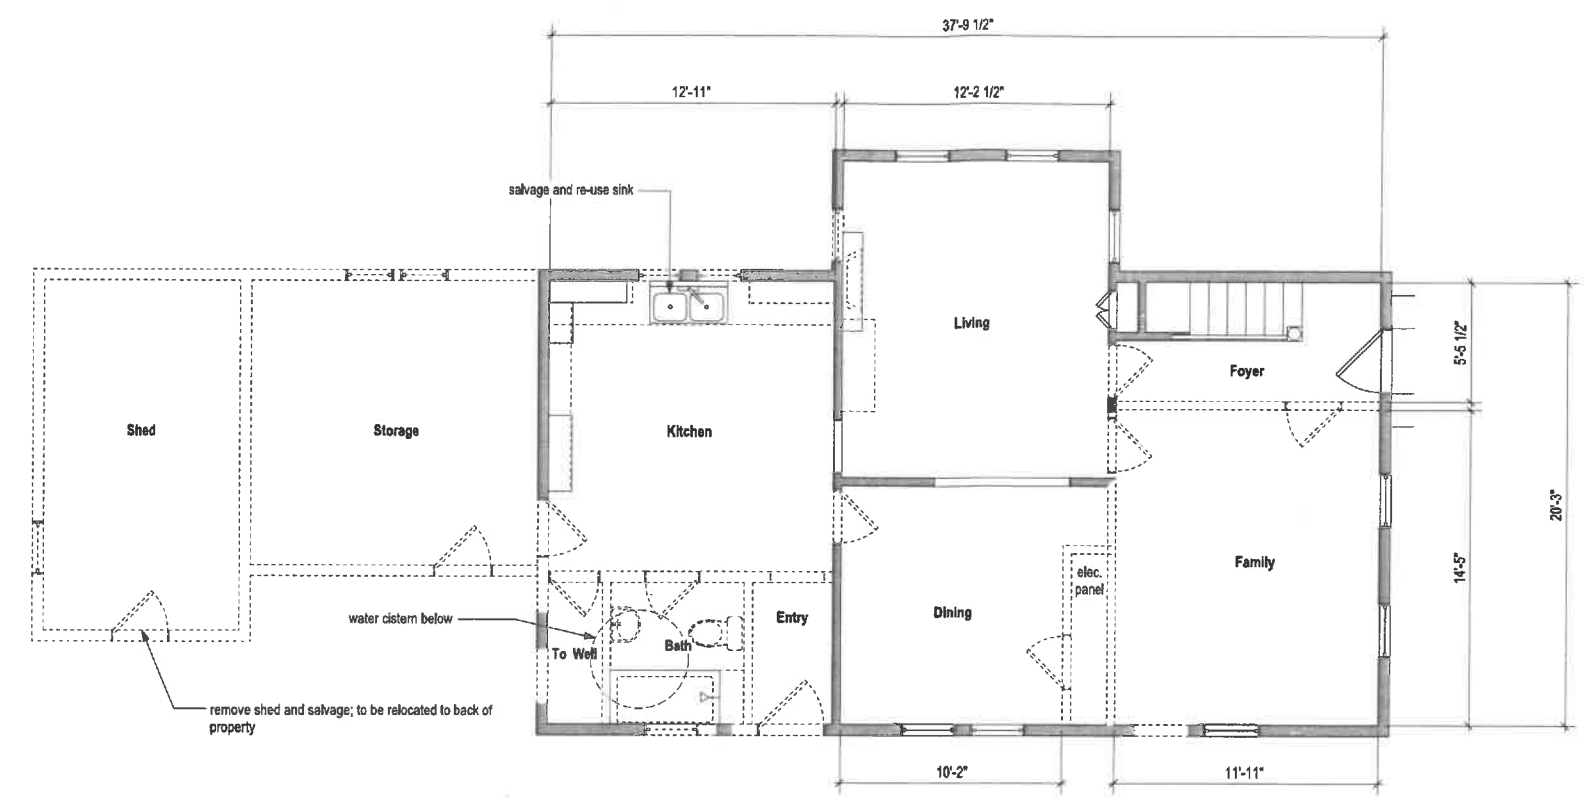 37'-9 1/2"
12'-11"
12'-2 1/2"
salvage and re-use sink
Living
Foyer
5'-5 1/2"
Shed
Storage
Kitchen
20'-3"
14'-5"
Family
elec.
panel
Dining
water cistern below
Entry
Bath
To Well
remove shed and salvage; to be relocated to back of
property
10'-2"
11'-11"